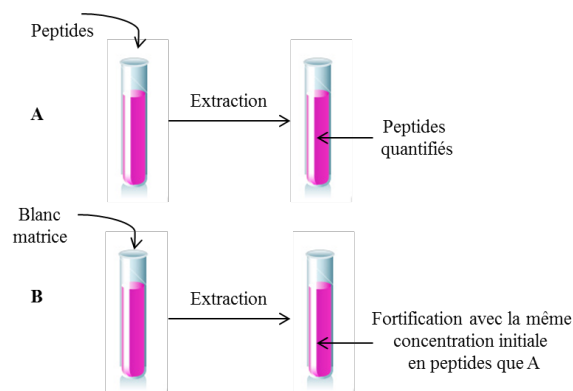 Peptides
A
Extraction
Peptides
quantifiés
Blanc
matrice
B
Extraction
Fortification avec la même
concentration initiale
en peptides que A